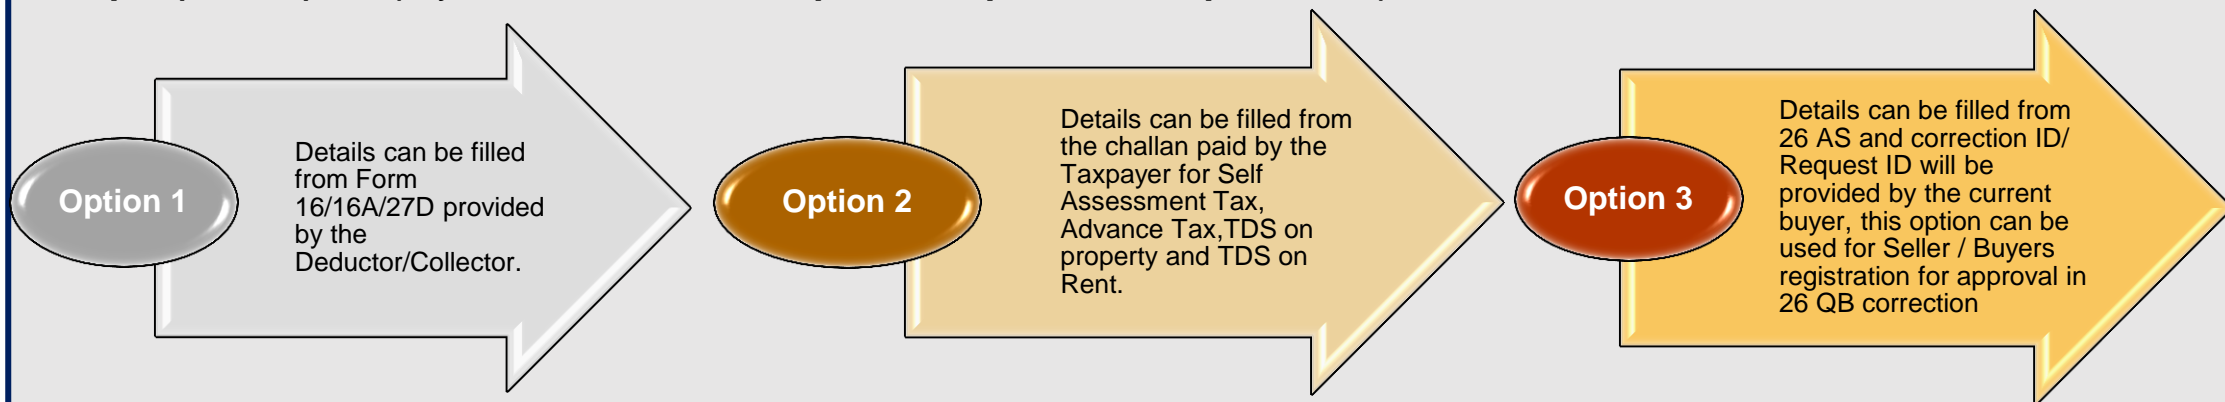 Option 1
Details can be filled
from Form
16/16A/27D provided
by the
Deductor/Collector.
Option 2
Details can be filled from
the challan paid by the
Taxpayer for Self
Assessment Tax,
Advance Tax,TDS on
property and TDS on
Rent.
Option 3
Details can be filled from
26 AS and correction ID/
Request ID will be
provided by the current
buyer, this option can be
used for Seller / Buyers
registration for approval in
26 QB correction